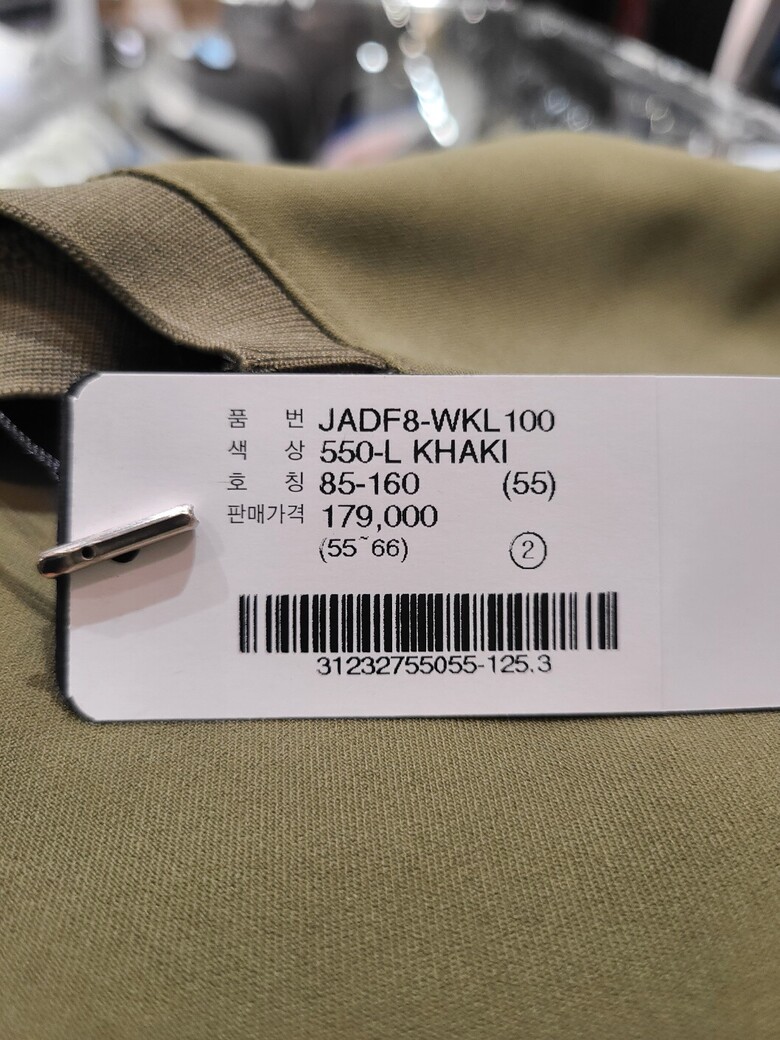 품 번 JADF8-WKL100
색 상 550-L KHAKI
호 칭 85-160 (55)
판매가격 179,000
(55~66) ②
31232755055-125.3